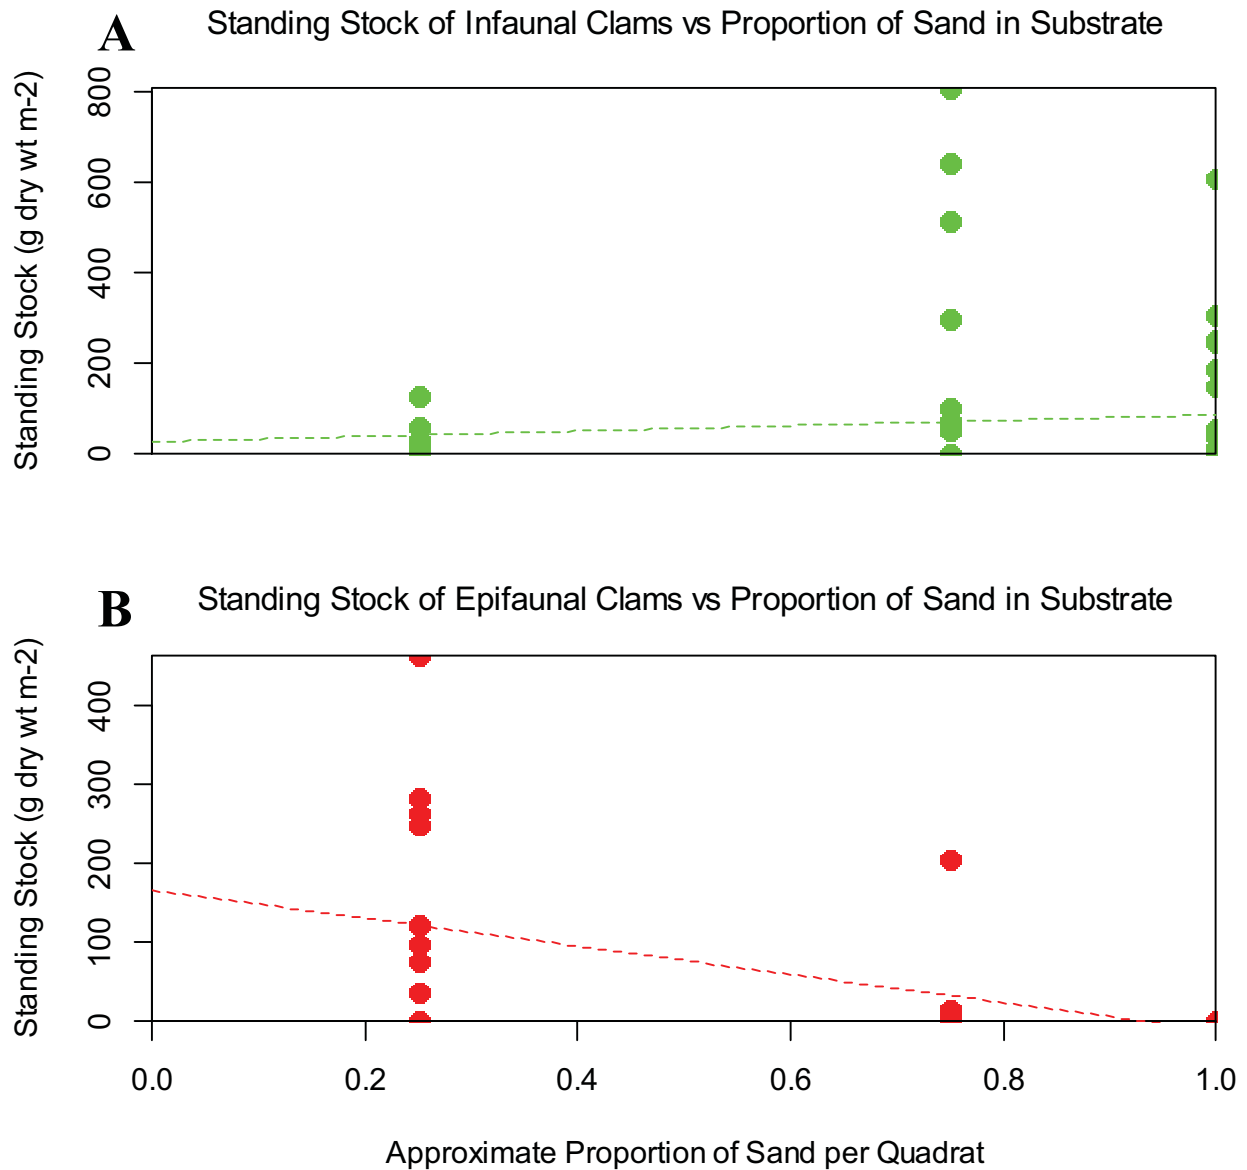 A
Standing Stock of Infaunal Clams vs Proportion of Sand in Substrate
Standing Stock (g dry wt m-2)
800
600
400
200
0
B
Standing Stock of Epifaunal Clams vs Proportion of Sand in Substrate
Standing Stock (g dry wt m-2)
400
300
200
100
0
0.0 0.2 0.4 0.6 0.8 1.0
Approximate Proportion of Sand per Quadrat